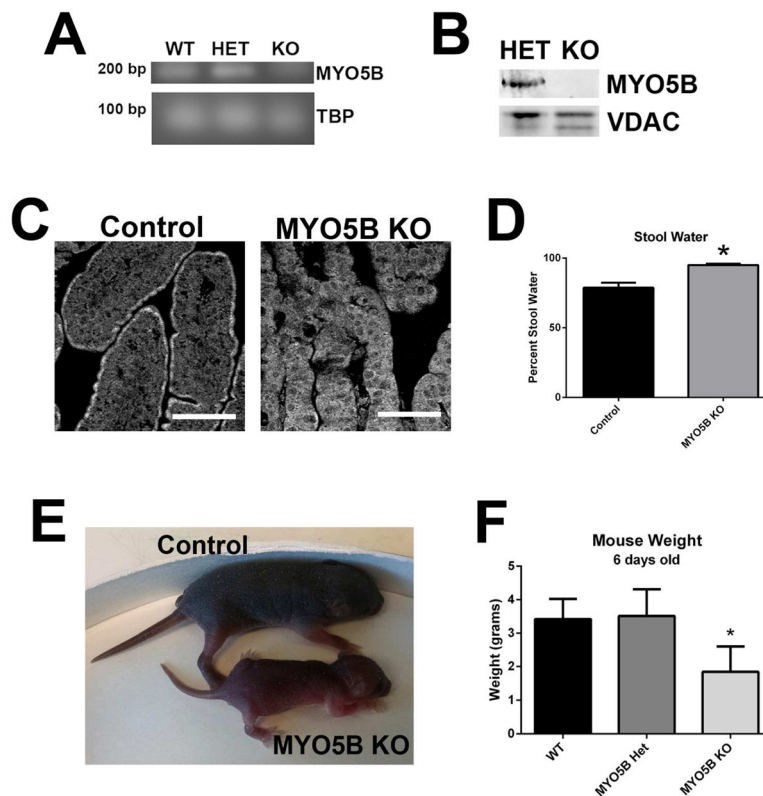 A
WT HET KO
200 bp
MYO5B
100 bp
TBP
B
HET KO
MYO5B
VDAC
C
Control
MYO5B KO
D
Stool Water
*
100
50
0
Percent Stool Water
Control
MYO5B KO
E
Control
MYO5B KO
F
Mouse Weight
6 days old
5
4
3
2
1
0
*
Weight (grams)
WT
MYO5B Het
MYO5B KO